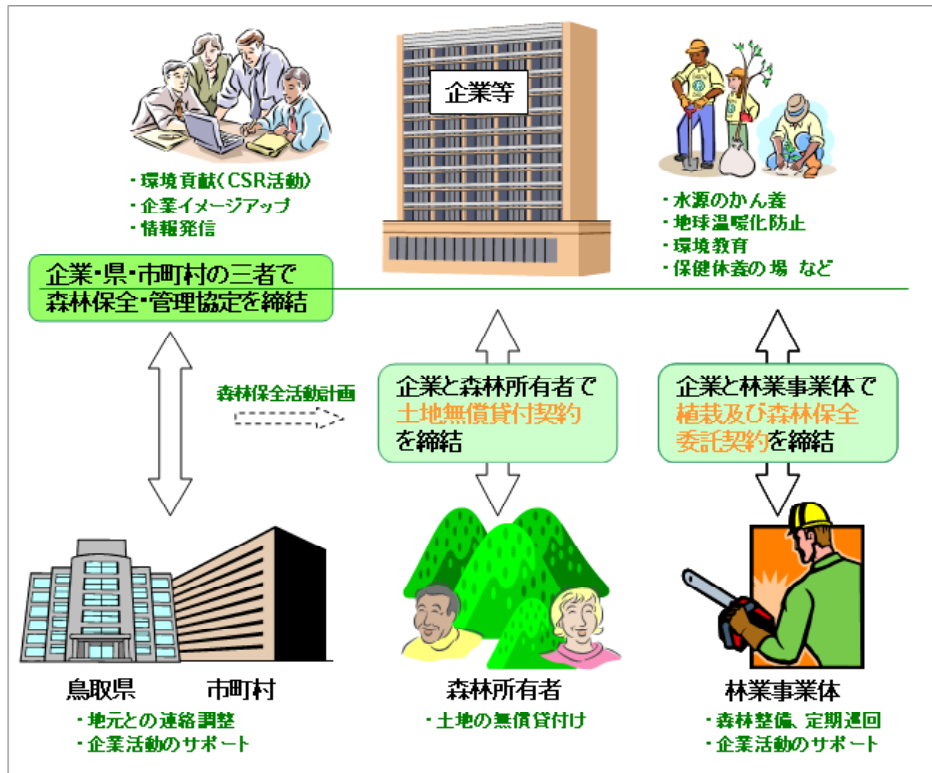 企業等
・環境貢献(CSR活動)
・企業イメージアップ
・情報発信
・水源のかん養
・地球温暖化防止
・環境教育
・保健休養の場 など
企業・県・市町村の三者で
森林保全・管理協定を締結
森林保全活動計画
企業と森林所有者で
土地無償貸付契約
を締結
企業と林業事業体で
植栽及び森林保全
委託契約を締結
鳥取県
市町村
・地元との連絡調整
・企業活動のサポート
森林所有者
・土地の無償貸付け
林業事業体
・森林整備、定期巡回
・企業活動のサポート